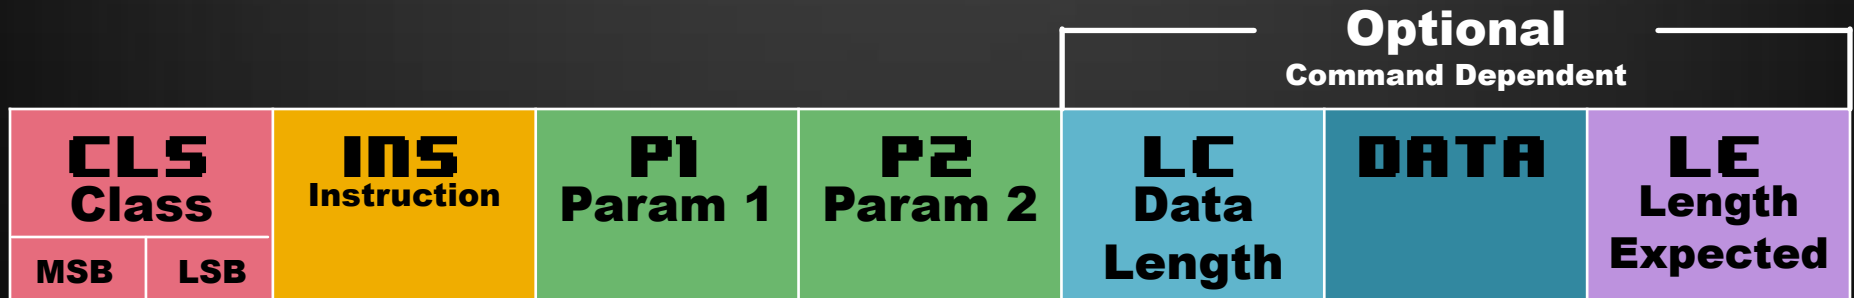 Optional
Command Dependent
CLS
Class
MSB LSB
INS
Instruction
P1
Param 1
P2
Param 2
LC
Data
Length
DATA
LE
Length
Expected